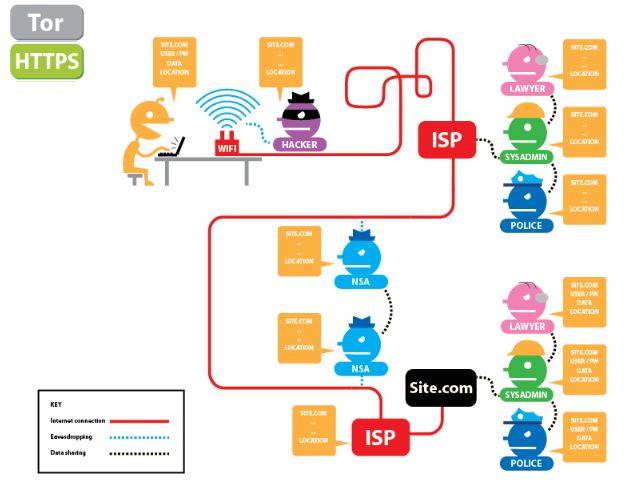 Tor
HTTPS
SITE.COM
USER / PW
DATA
LOCATION
SITE.COM
...
...
LOCATION
WIFI
HACKER
ISP
SITE.COM
...
...
LOCATION
LAWYER
SITE.COM
...
...
LOCATION
SYSADMIN
SITE.COM
...
...
LOCATION
POLICE
SITE.COM
...
...
LOCATION
NSA
SITE.COM
...
...
LOCATION
NSA
SITE.COM
USER / PW
DATA
LOCATION
LAWYER
SITE.COM
USER / PW
DATA
LOCATION
SYSADMIN
SITE.COM
USER / PW
DATA
LOCATION
POLICE
Site.com
SITE.COM
...
...
LOCATION
ISP
KEY
Internet connection
Eavesdropping
Data sharing